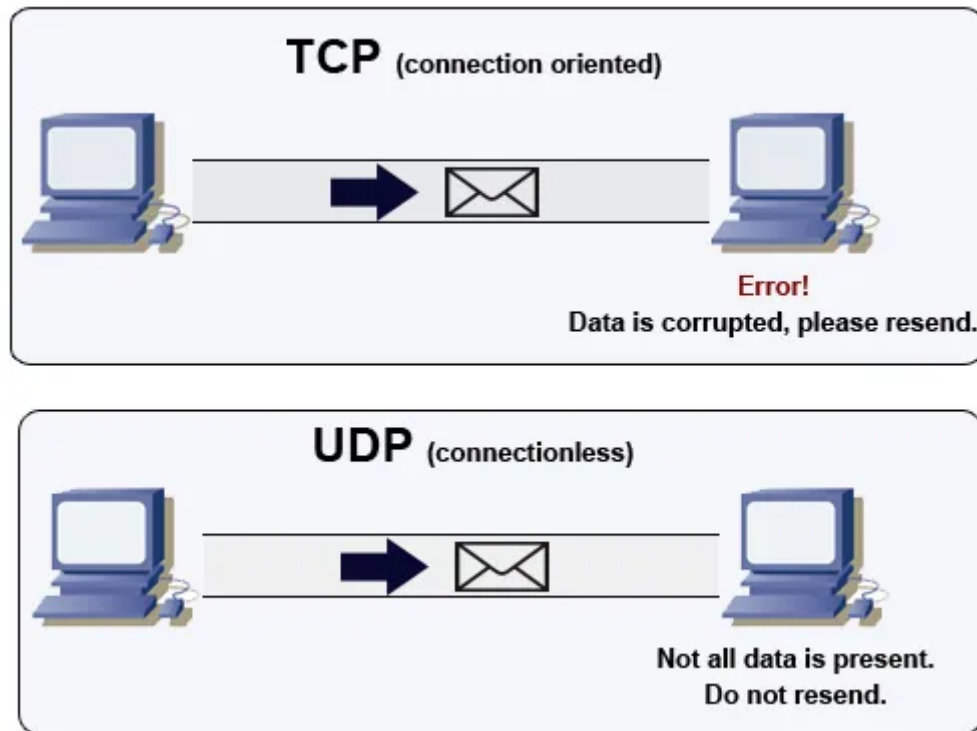 TCP (connection oriented)
Error!
Data is corrupted, please resend.
UDP (connectionless)
Not all data is present.
Do not resend.